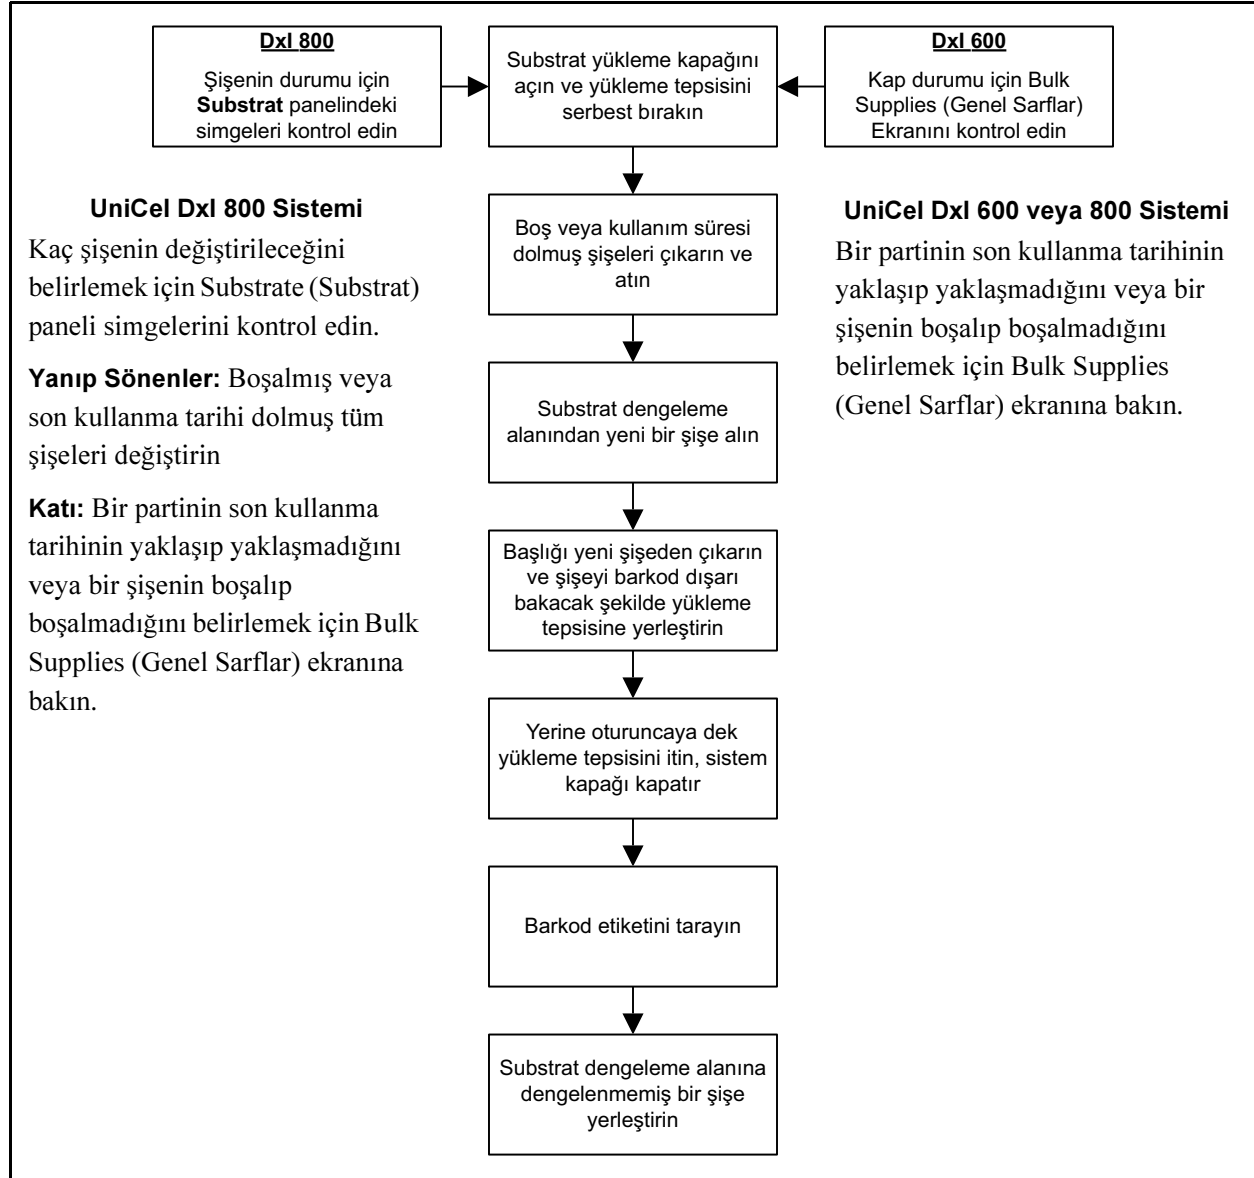 DxI 800
Şişenin durumu için
Substrat panelindeki
simgeleri kontrol edin
Substrat yükleme kapağını
açın ve yükleme tepsisini
serbest bırakın
DxI 600
Kap durumu için Bulk
Supplies (Genel Sarflar)
Ekranını kontrol edin
UniCel DxI 800 Sistemi
Kaç şişenin değiştirileceğini
belirlemek için Substrate (Substrat)
paneli simgelerini kontrol edin.
Yanıp Sönenler: Boşalmış veya
son kullanma tarihi dolmuş tüm
şişeleri değiştirin
Katı: Bir partinin son kullanma
tarihinin yaklaşıp yaklaşmadığını
veya bir şişenin boşalıp
boşalmadığını belirlemek için Bulk
Supplies (Genel Sarflar) ekranına
bakın.
Boş veya kullanım süresi
dolmuş şişeleri çıkarın ve
atın
Substrat dengeleme
alanından yeni bir şişe alın
Başlığı yeni şişeden çıkarın
ve şişeyi barkod dışarı
bakacak şekilde yükleme
tepsisine yerleştirin
Yerine oturuncaya dek
yükleme tepsisini itin, sistem
kapağı kapatır
Barkod etiketini tarayın
Substrat dengeleme alanına
dengelenmemiş bir şişe
yerleştirin
UniCel DxI 600 veya 800 Sistemi
Bir partinin son kullanma tarihinin
yaklaşıp yaklaşmadığını veya bir
şişenin boşalıp boşalmadığını
belirlemek için Bulk Supplies
(Genel Sarflar) ekranına bakın.